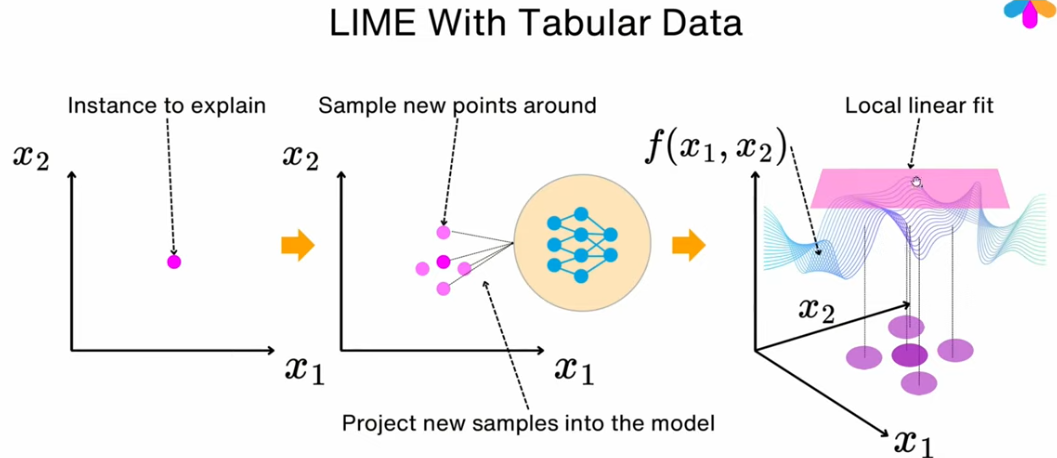 LIME With Tabular Data
Instance to explain
Sample new points around
Local linear fit
x₂
x₂
f(x₁, x₂)
x₂
x₁
x₁
Project new samples into the model
x₁